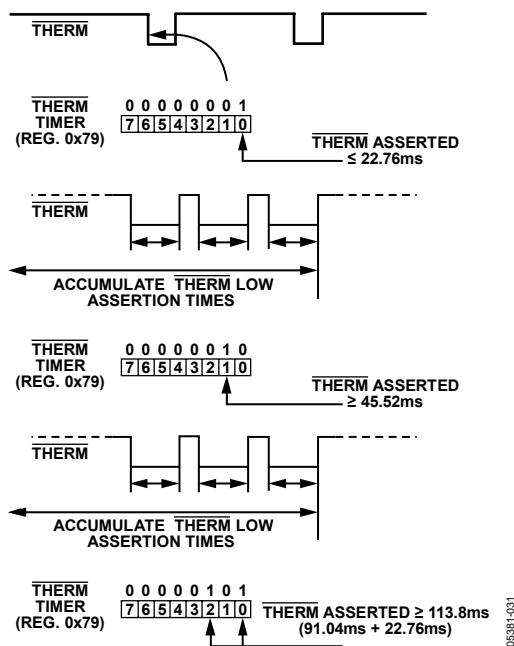 THERM
THERM
TIMER
(REG. 0x79)
0 0 0 0 0 0 0 1
7 6 5 4 3 2 1 0
THERM ASSERTED
≤ 22.76ms
THERM
ACCUMULATE THERM LOW
ASSERTION TIMES
THERM
TIMER
(REG. 0x79)
0 0 0 0 0 0 1 0
7 6 5 4 3 2 1 0
THERM ASSERTED
≥ 45.52ms
THERM
ACCUMULATE THERM LOW
ASSERTION TIMES
THERM
TIMER
(REG. 0x79)
0 0 0 0 0 1 0 1
7 6 5 4 3 2 1 0
THERM ASSERTED ≥ 113.8ms
(91.04ms + 22.76ms)
05381-031